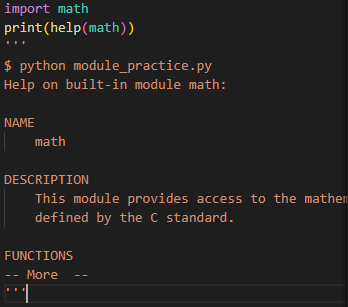 import math
print(help(math))
'''
$ python module_practice.py
Help on built-in module math:
NAME
math
DESCRIPTION
This module provides access to the
defined by the C standard.
FUNCTIONS
-- More  --
'''